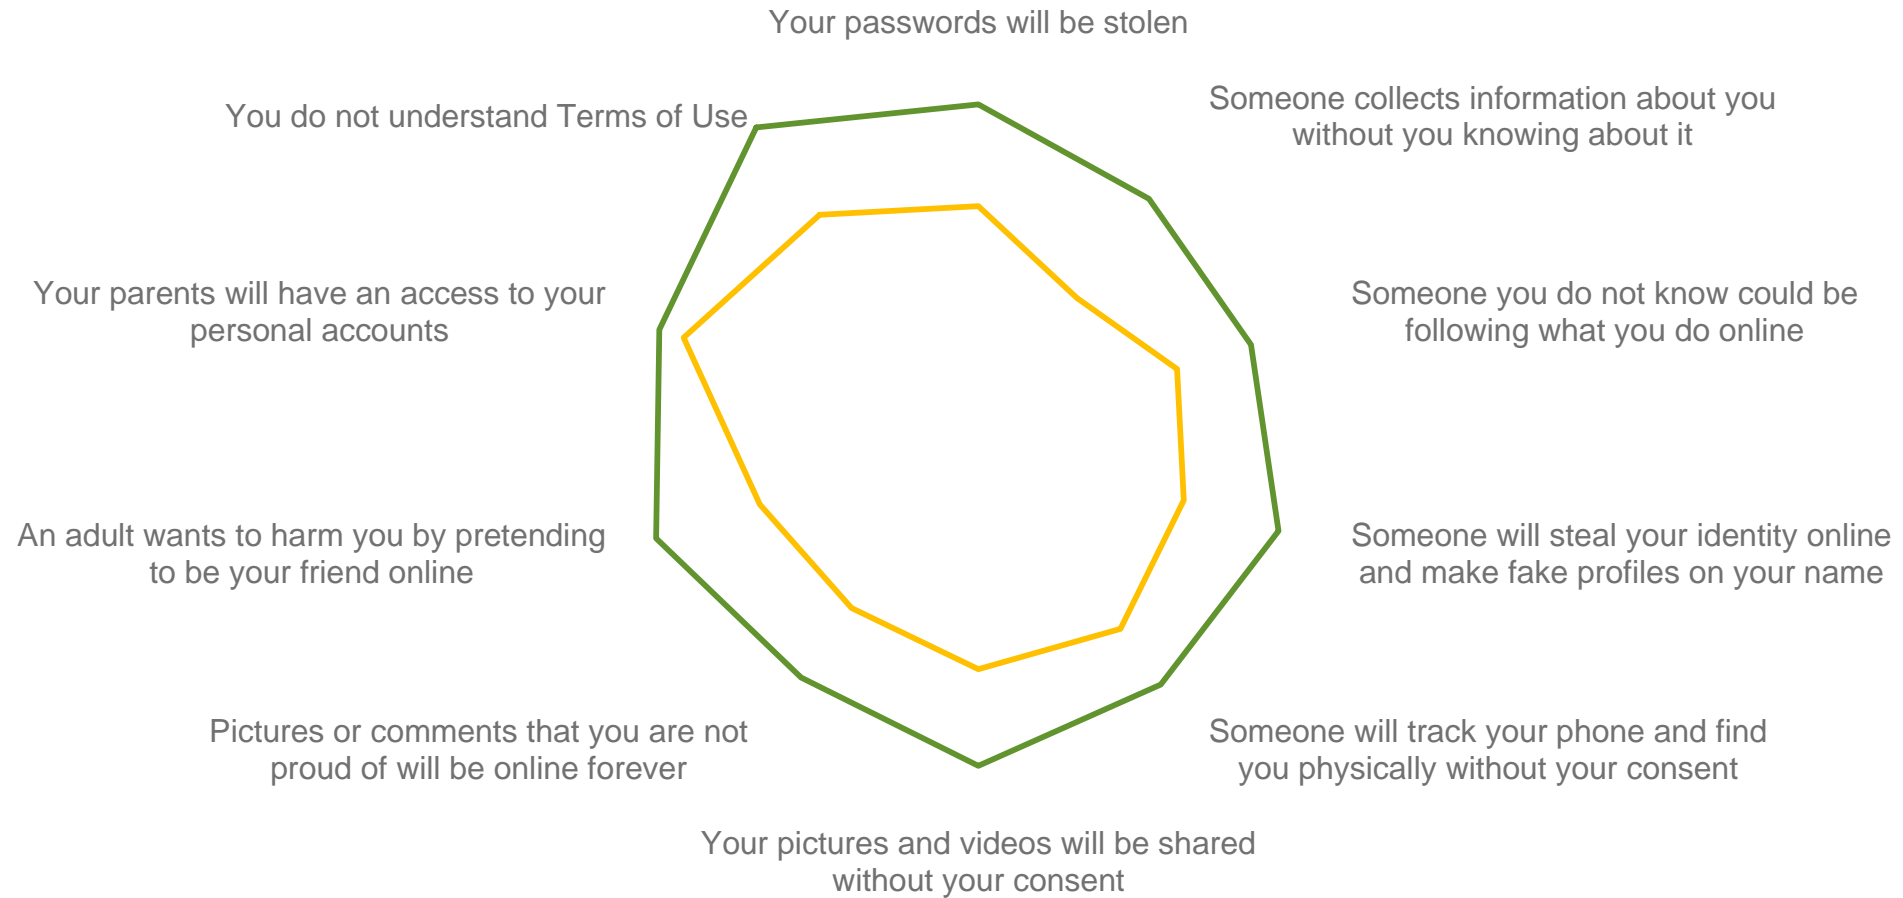 Your passwords will be stolen
Someone collects information about you
without you knowing about it
Someone you do not know could be
following what you do online
Someone will steal your identity online
and make fake profiles on your name
Someone will track your phone and find
you physically without your consent
Your pictures and videos will be shared
without your consent
Pictures or comments that you are not
proud of will be online forever
An adult wants to harm you by pretending
to be your friend online
Your parents will have an access to your
personal accounts
You do not understand Terms of Use